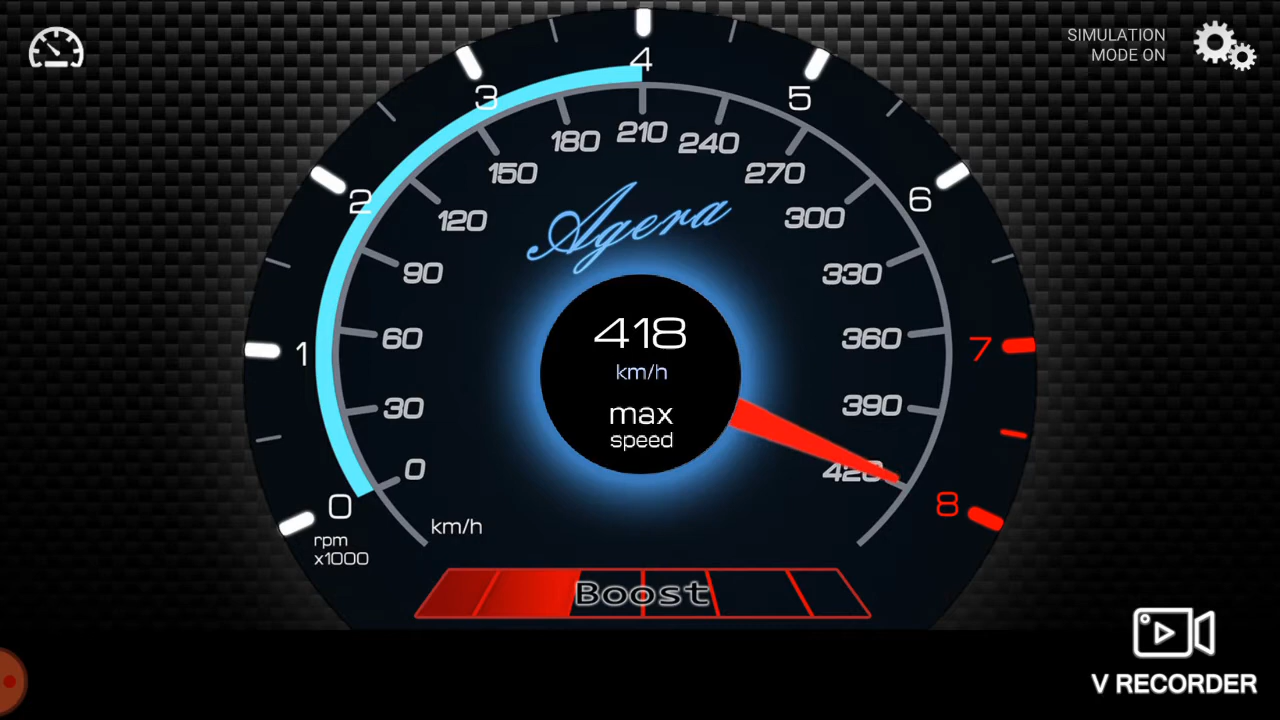 SIMULATION
MODE ON
4
3
5
180
210
240
150
270
2
6
120
300
Agera
90
330
418
60
360
1
7
km/h
30
390
max
speed
0
420
0
8
km/h
rpm
x1000
Boost
V RECORDER